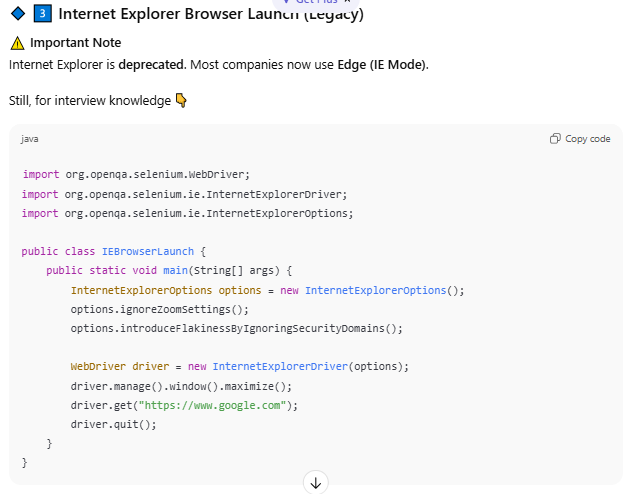 3 Internet Explorer Browser Launch (Legacy)
Important Note
Internet Explorer is deprecated. Most companies now use Edge (IE Mode).
Still, for interview knowledge
java
Copy code
import org.openqa.selenium.WebDriver;
import org.openqa.selenium.ie.InternetExplorerDriver;
import org.openqa.selenium.ie.InternetExplorerOptions;
public class IEBrowserLaunch {
    public static void main(String[] args) {
        InternetExplorerOptions options = new InternetExplorerOptions();
        options.ignoreZoomSettings();
        options.introduceFlakinessByIgnoringSecurityDomains();
        WebDriver driver = new InternetExplorerDriver(options);
        driver.manage().window().maximize();
        driver.get("https://www.google.com");
        driver.quit();
    }
}